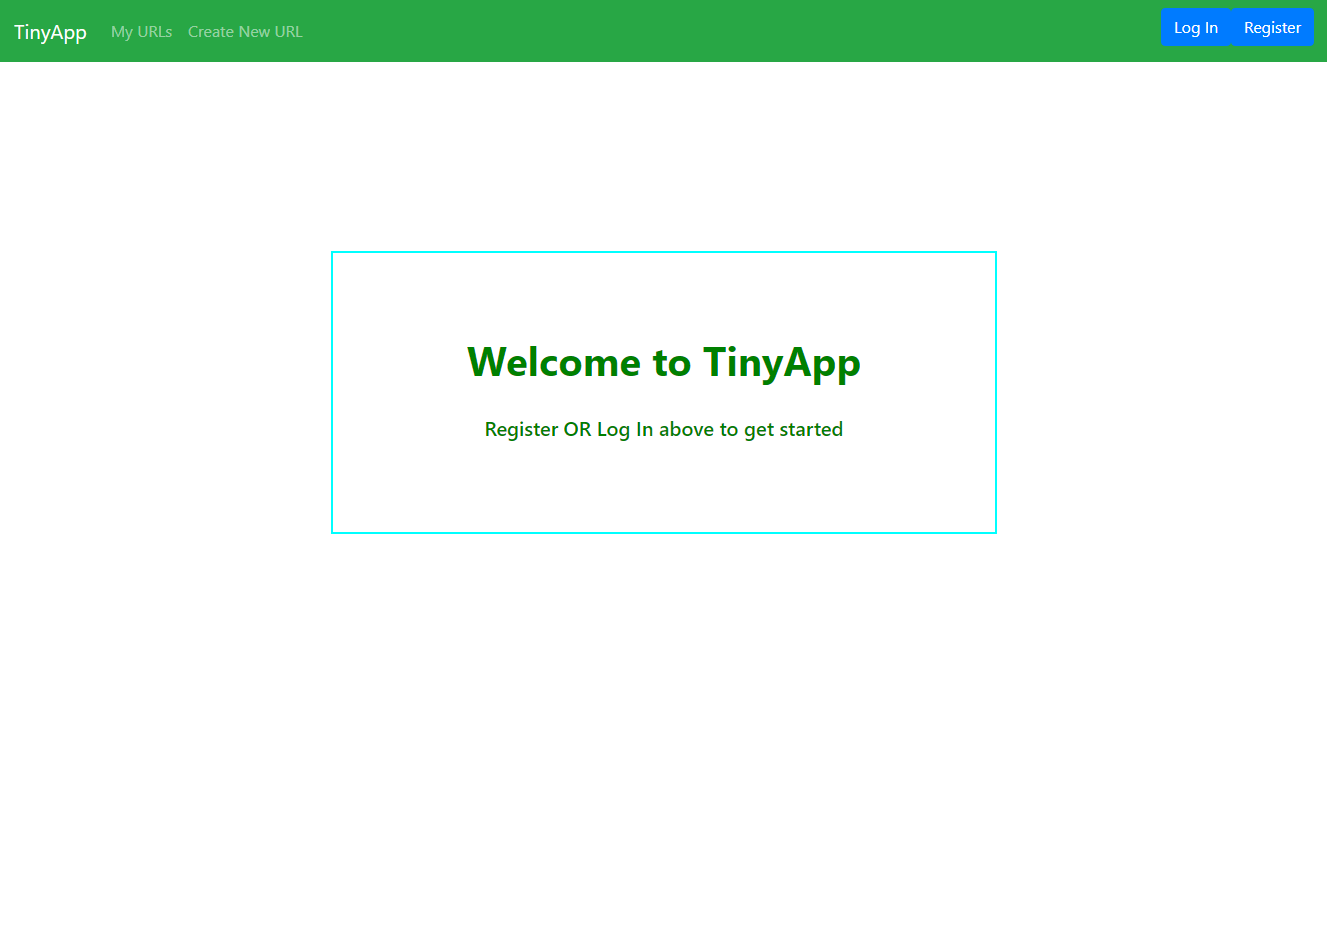 TinyApp My URLs Create New URL Log In Register
Welcome to TinyApp
Register OR Log In above to get started